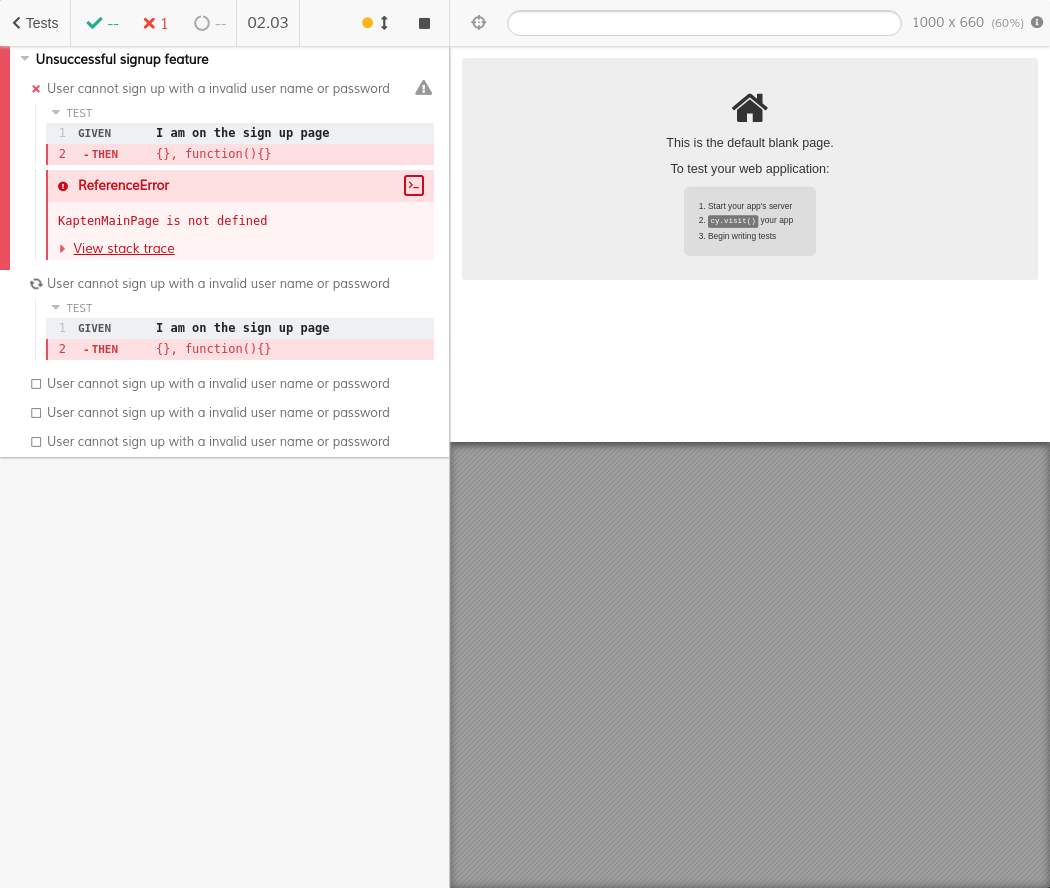 Tests
--
1
--
02.03
1000 x 660 (60%)
Unsuccessful signup feature
User cannot sign up with a invalid user name or password
TEST
1 GIVEN I am on the sign up page
2 -THEN {}, function(){}
ReferenceError
KaptenMainPage is not defined
View stack trace
User cannot sign up with a invalid user name or password
TEST
1 GIVEN I am on the sign up page
2 -THEN {}, function(){}
User cannot sign up with a invalid user name or password
User cannot sign up with a invalid user name or password
User cannot sign up with a invalid user name or password
This is the default blank page.
To test your web application:
1. Start your app's server
2. cy.visit() your app
3. Begin writing tests